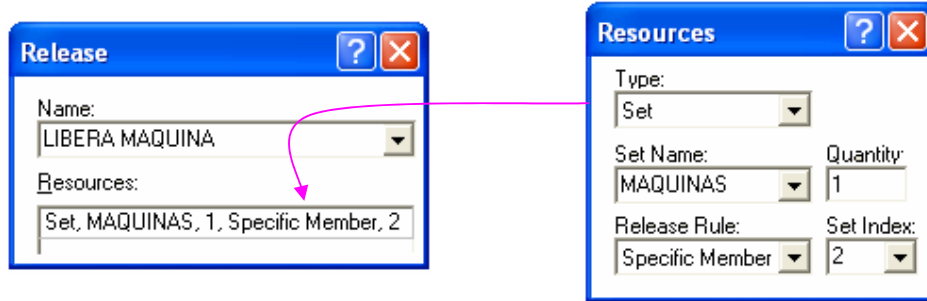 Release
Name:
LIBERA MAQUINA
Resources:
Set, MAQUINAS, 1, Specific Member, 2
Resources
Type:
Set
Set Name: Quantity:
MAQUINAS 1
Release Rule: Set Index:
Specific Member 2